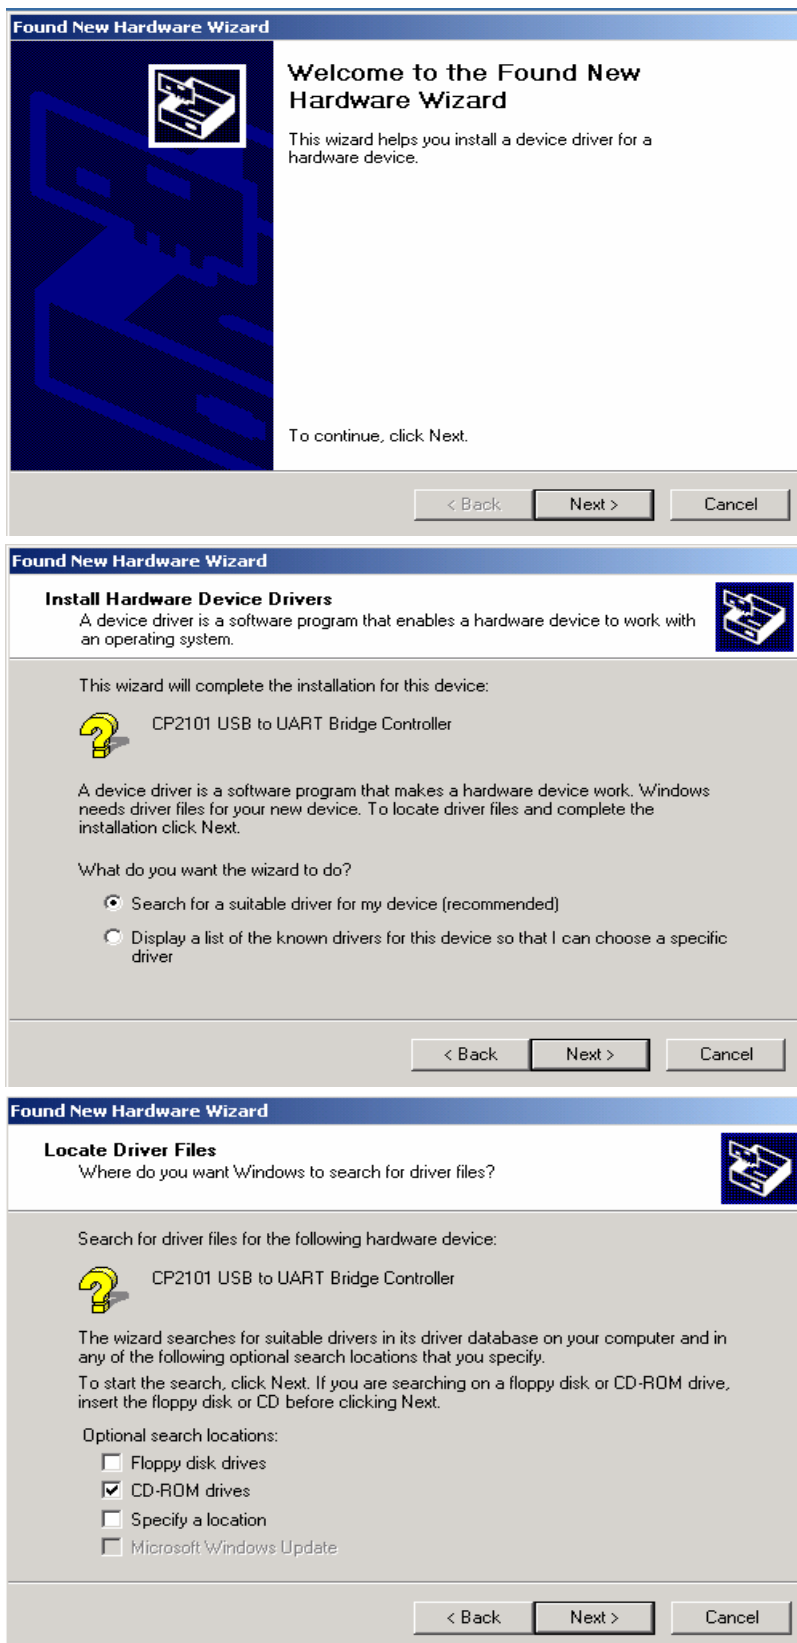 Found New Hardware Wizard
Welcome to the Found New
Hardware Wizard
This wizard helps you install a device driver for a
hardware device.
To continue, click Next.
< Back
Next >
Cancel
Found New Hardware Wizard
Install Hardware Device Drivers
A device driver is a software program that enables a hardware device to work with
an operating system.
This wizard will complete the installation for this device:
CP2101 USB to UART Bridge Controller
A device driver is a software program that makes a hardware device work. Windows
needs driver files for your new device. To locate driver files and complete the
installation click Next.
What do you want the wizard to do?
Search for a suitable driver for my device (recommended)
Display a list of the known drivers for this device so that I can choose a specific
driver
< Back
Next >
Cancel
Found New Hardware Wizard
Locate Driver Files
Where do you want Windows to search for driver files?
Search for driver files for the following hardware device:
CP2101 USB to UART Bridge Controller
The wizard searches for suitable drivers in its driver database on your computer and in
any of the following optional search locations that you specify.
To start the search, click Next. If you are searching on a floppy disk or CD-ROM drive,
insert the floppy disk or CD before clicking Next.
Optional search locations:
Floppy disk drives
CD-ROM drives
Specify a location
Microsoft Windows Update
< Back
Next >
Cancel